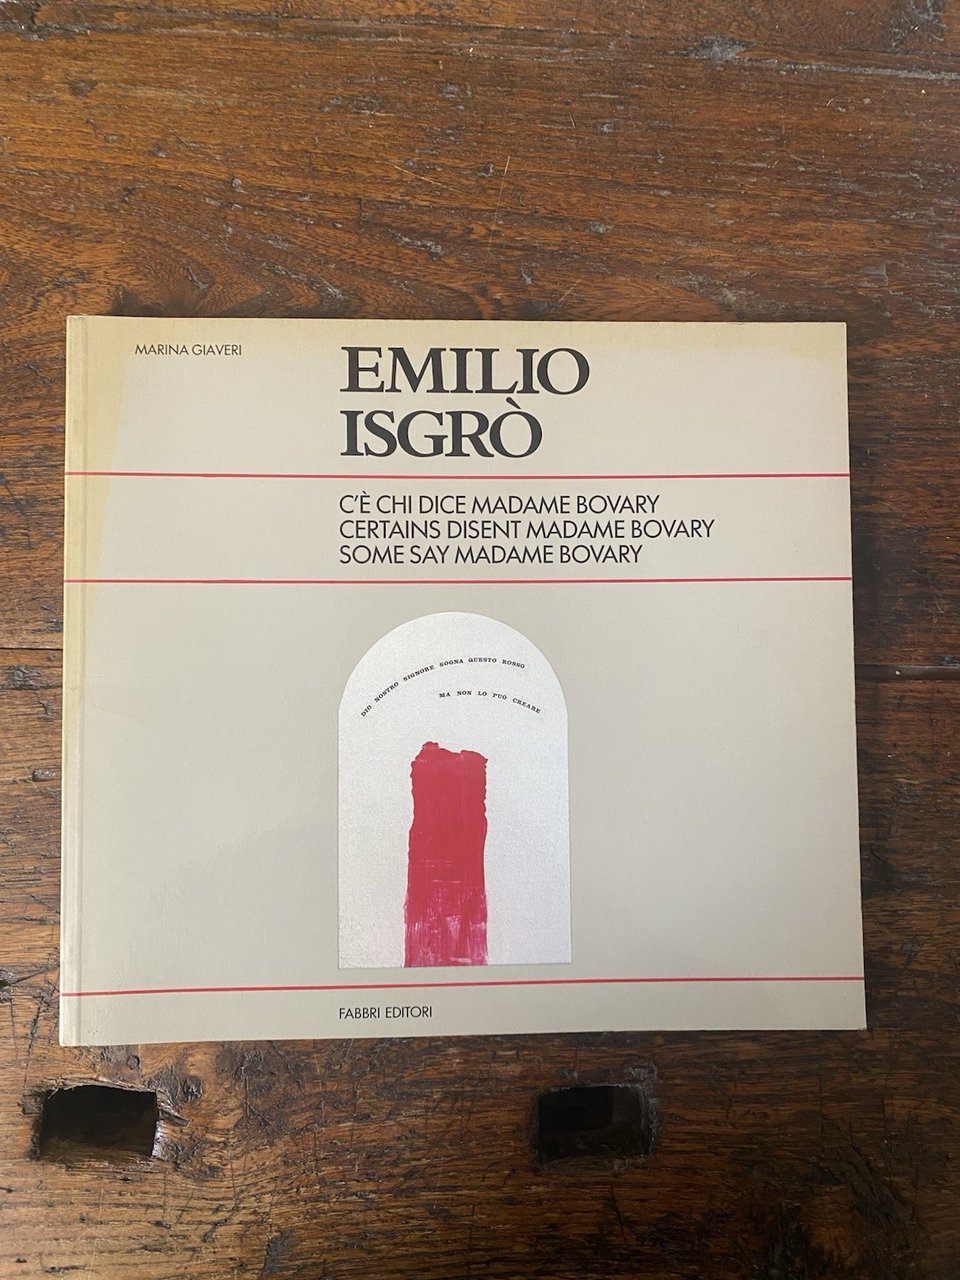 MARINA GIAVERI
EMILIO
ISGRÒ
C'È CHI DICE MADAME BOVARY
CERTAINS DISENT MADAME BOVARY
SOME SAY MADAME BOVARY
DIO NOSTRO SIGNORE SOGNA QUESTO ROSSO
MA NON LO PUÒ CREARE
FABBRI EDITORI